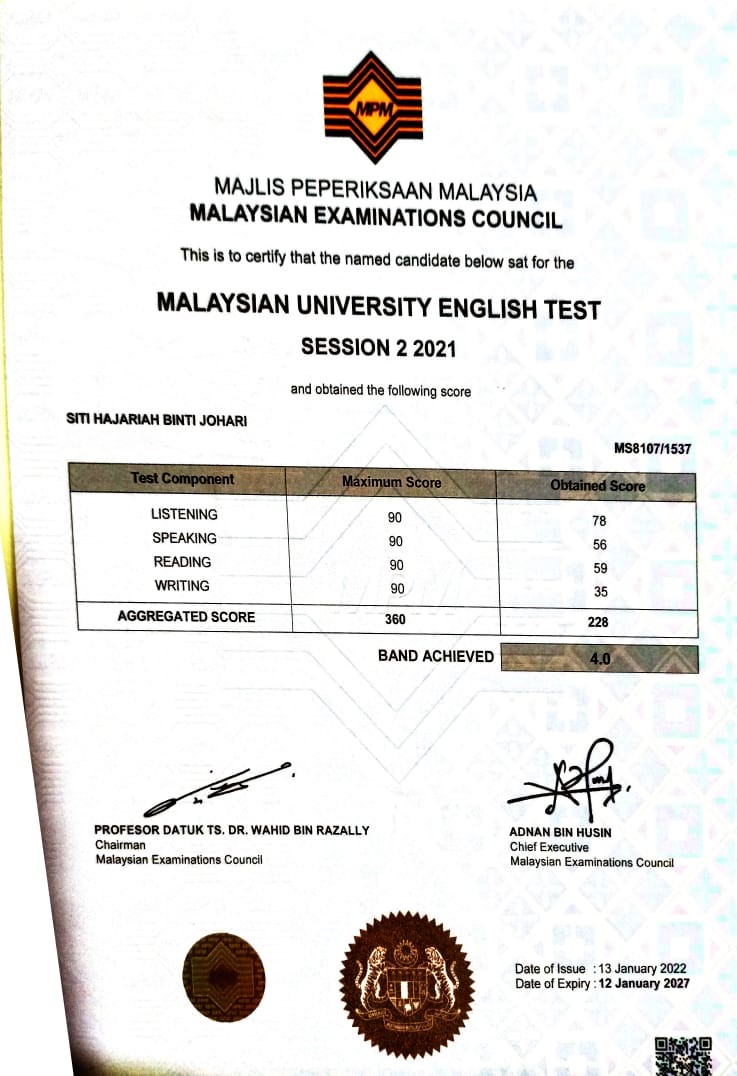 MPM
MAJLIS PEPERIKSAAN MALAYSIA
MALAYSIAN EXAMINATIONS COUNCIL
This is to certify that the named candidate below sat for the
MALAYSIAN UNIVERSITY ENGLISH TEST
SESSION 2 2021
and obtained the following score
SITI HAJARIAH BINTI JOHARI
MS8107/1537
Test Component Maximum Score Obtained Score
LISTENING 90 78
SPEAKING 90 56
READING 90 59
WRITING 90 35
AGGREGATED SCORE 360 228
BAND ACHIEVED 4.0
PROFESOR DATUK TS. DR. WAHID BIN RAZALLY
Chairman
Malaysian Examinations Council
ADNAN BIN HUSIN
Chief Executive
Malaysian Examinations Council
Date of Issue : 13 January 2022
Date of Expiry : 12 January 2027